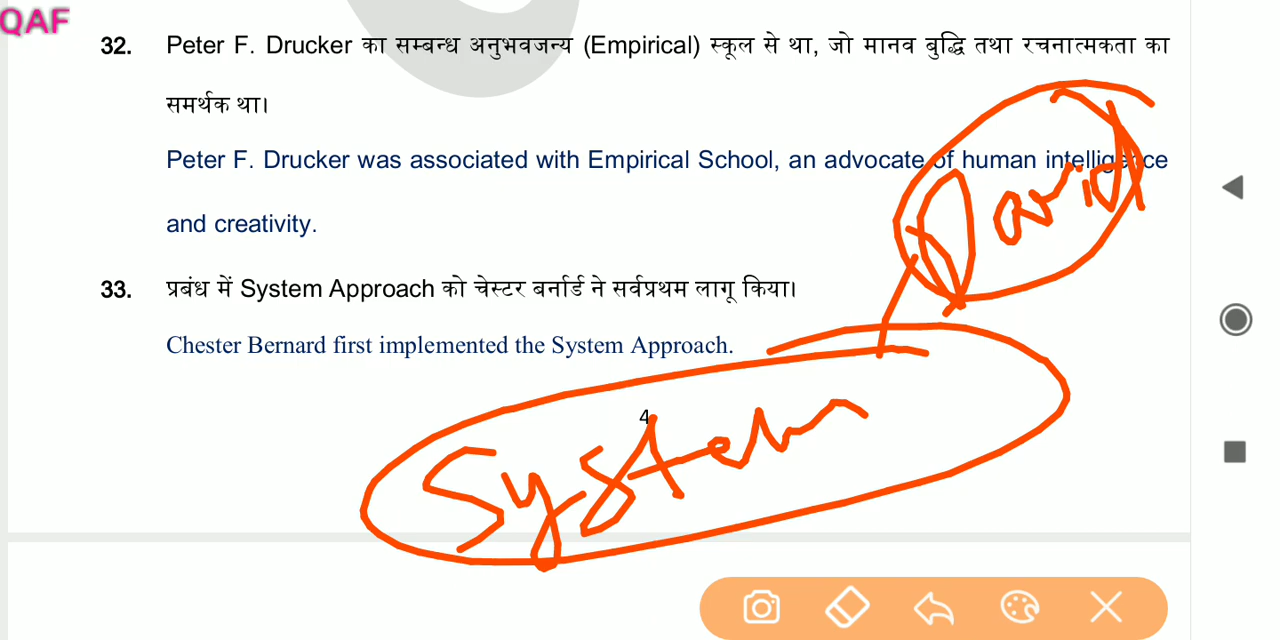 QAF
32. Peter F. Drucker का सम्बन्ध अनुभवजन्य (Empirical) स्कूल से था, जो मानव बुद्धि तथा रचनात्मकता का
समर्थक था।
Peter F. Drucker was associated with Empirical School, an advocate of human intelligence
and creativity.
David
33. प्रबंध में System Approach को चेस्टर बर्नार्ड ने सर्वप्रथम लागू किया।
Chester Bernard first implemented the System Approach.
4
System